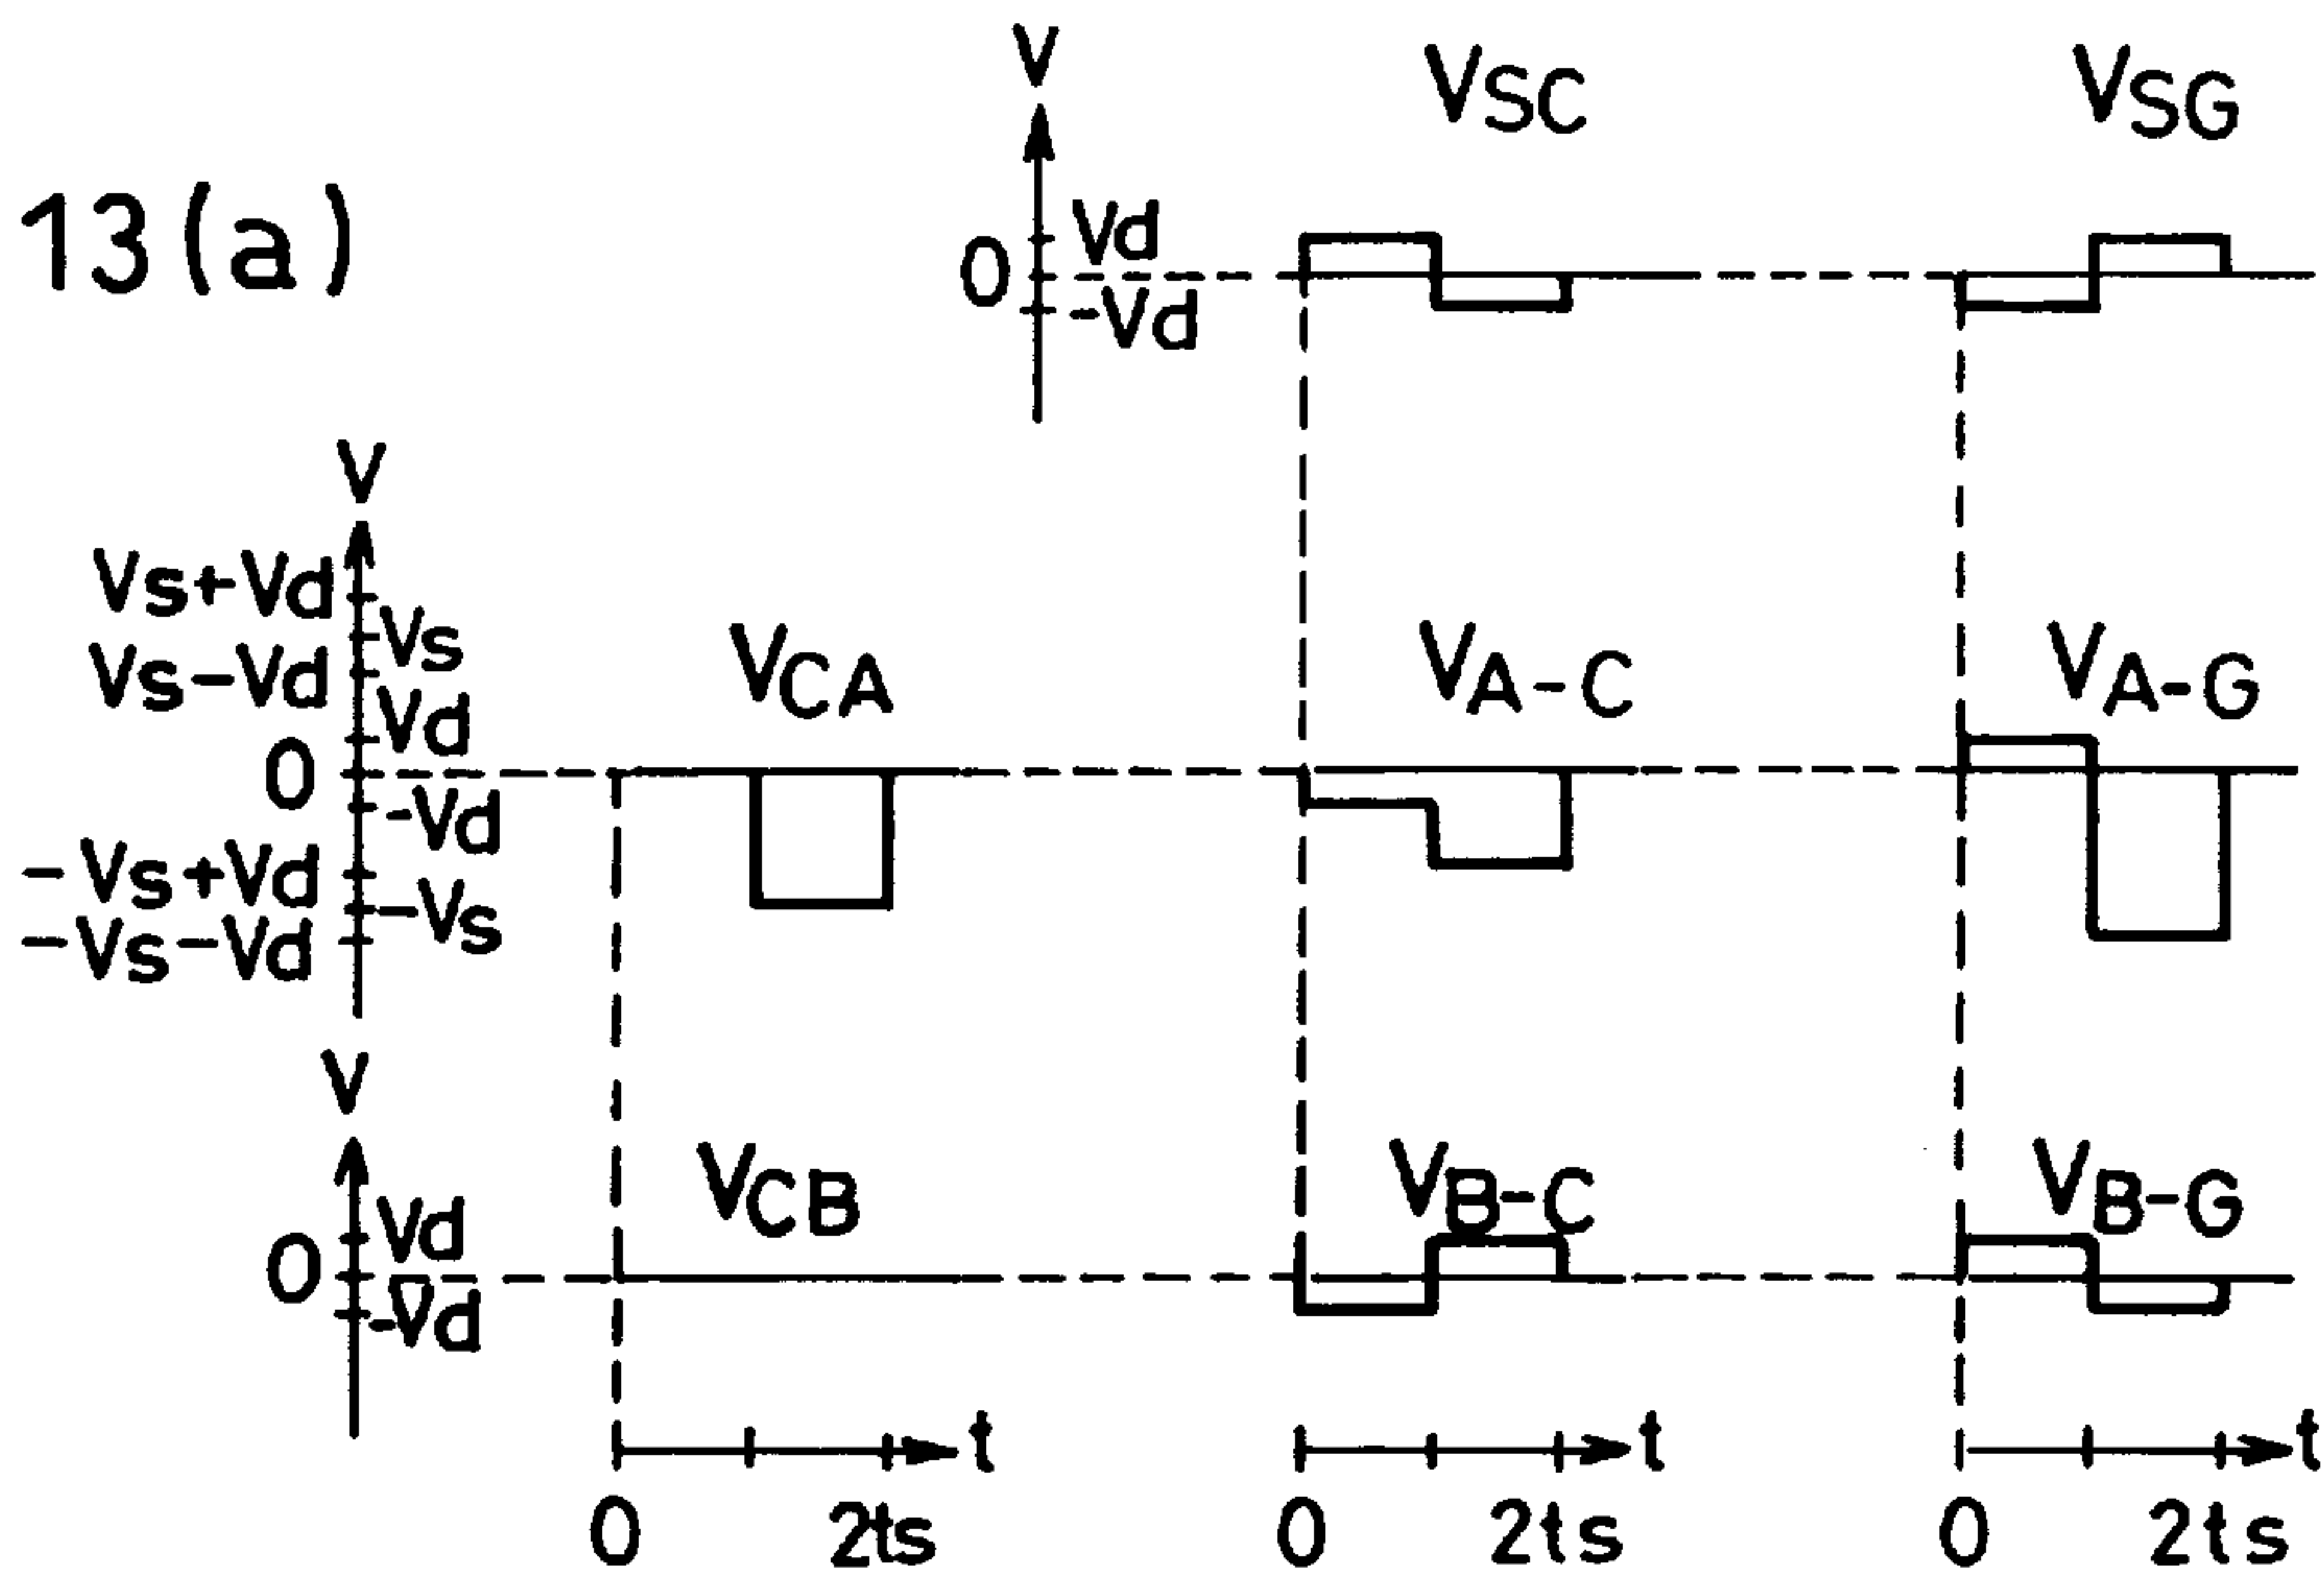 13(a)
V
VSC
VSG
Vd
0
-Vd
V
Vs+Vd
Vs
Vs-Vd
Vd
0
-Vd
-Vs+Vd
-Vs
-Vs-Vd
VCA
VA-C
VA-G
V
Vd
0
-Vd
VCB
VB-C
VB-G
t
t
t
0
2ts
0
2ts
0
2ts